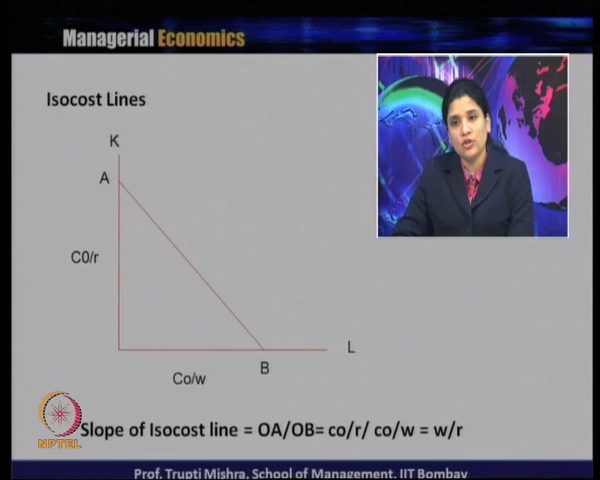 Managerial Economics
Isocost Lines
K
A
C0/r
L
B
Co/w
Slope of Isocost line = OA/OB= co/r/ co/w = w/r
NPTEL
Prof. Trupti Mishra, School of Management, IIT Bombay